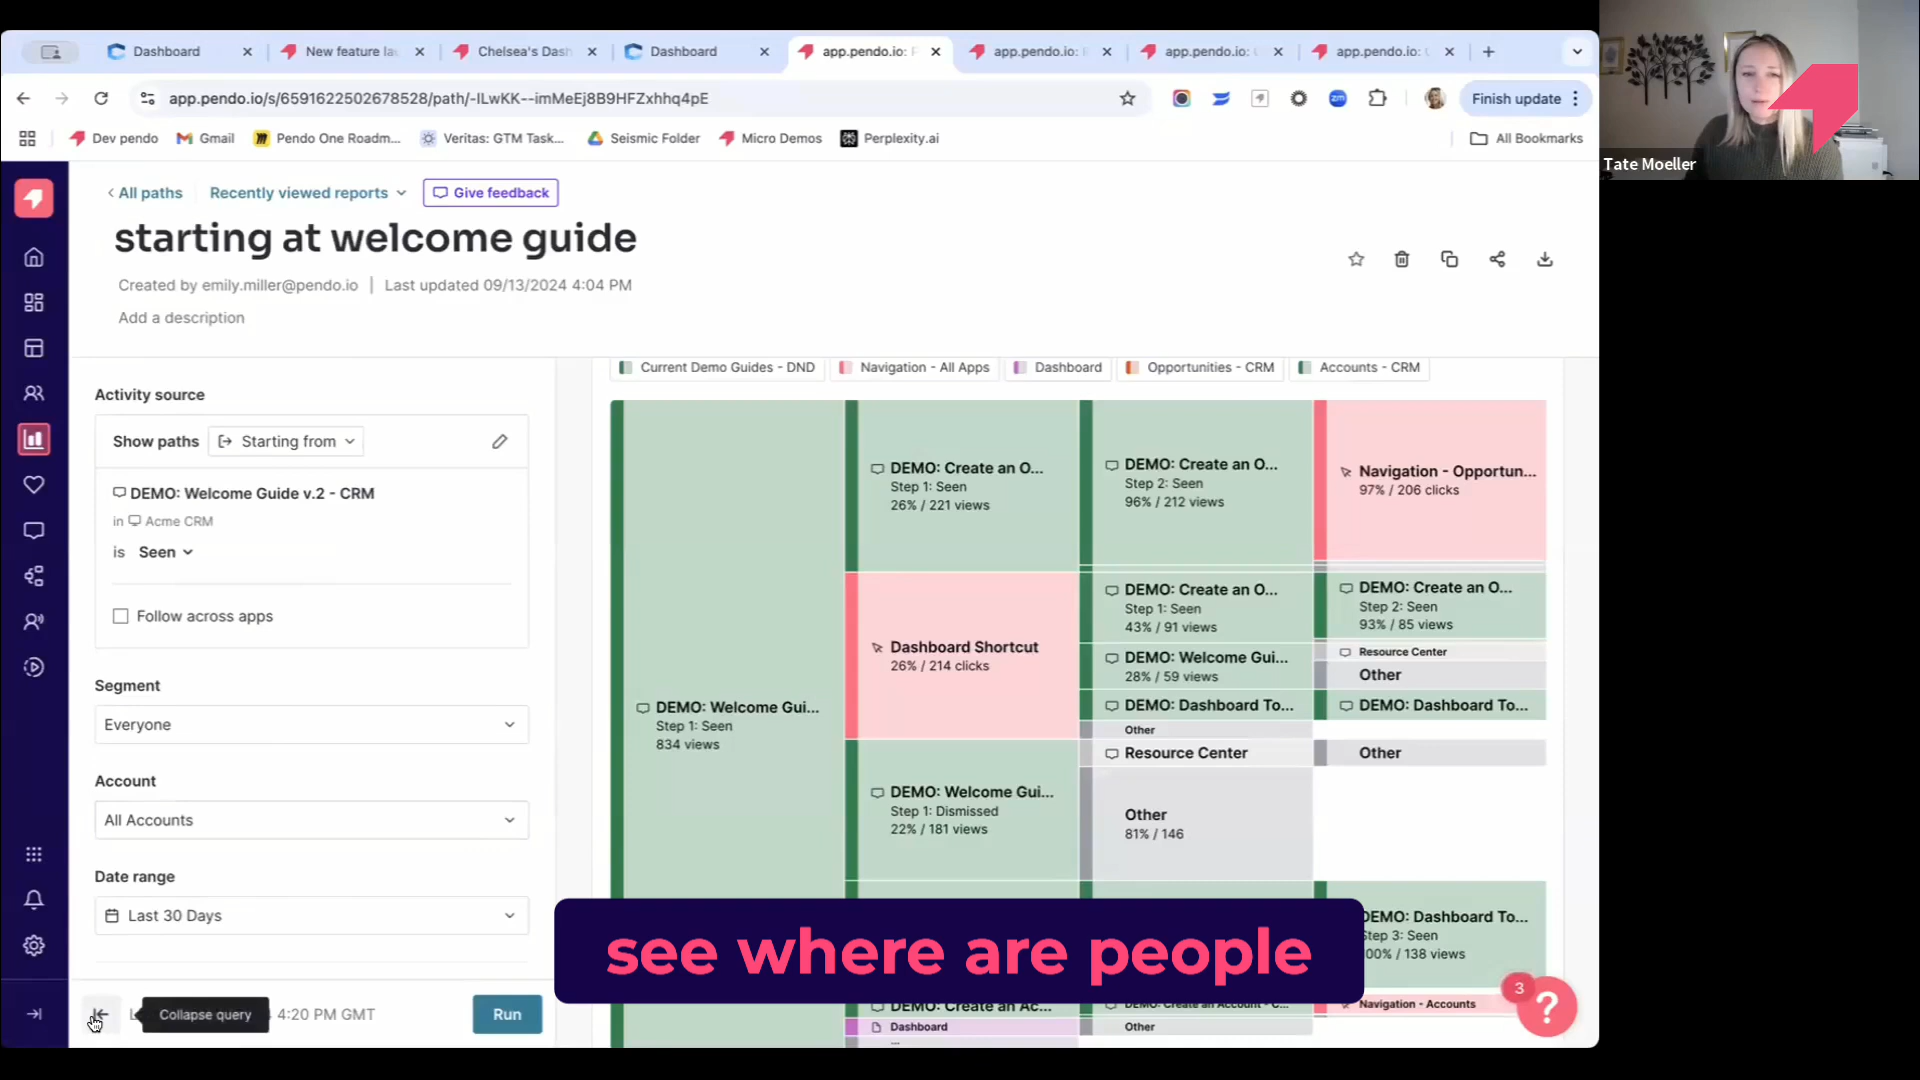 Dashboard
New feature la
Chelsea's Dash
Dashboard
app.pendo.io:
app.pendo.io:
app.pendo.io:
app.pendo.io:
app.pendo.io/s/6591622502678528/path/-ILwKK--imMeEj8B9HFZxhhq4pE
Finish update
Dev pendo
Gmail
Pendo One Roadm...
Veritas: GTM Task...
Seismic Folder
Micro Demos
Perplexity.ai
All Bookmarks
Tate Moeller
All paths
Recently viewed reports
Give feedback
starting at welcome guide
Created by emily.miller@pendo.io | Last updated 09/13/2024 4:04 PM
Add a description
Activity source
Show paths
Starting from
DEMO: Welcome Guide v.2 - CRM
in Acme CRM
is Seen
Follow across apps
Segment
Everyone
Account
All Accounts
Date range
Last 30 Days
Collapse query
4:20 PM GMT
Run
Current Demo Guides - DND
Navigation - All Apps
Dashboard
Opportunities - CRM
Accounts - CRM
DEMO: Welcome Gui...
Step 1: Seen
834 views
DEMO: Create an O...
Step 1: Seen
26% / 221 views
Dashboard Shortcut
26% / 214 clicks
DEMO: Welcome Gui...
Step 1: Dismissed
22% / 181 views
DEMO: Create an Ac...
Dashboard
...
DEMO: Create an O...
Step 2: Seen
96% / 212 views
DEMO: Create an O...
Step 1: Seen
43% / 91 views
DEMO: Welcome Gui...
28% / 59 views
DEMO: Dashboard To...
Other
Resource Center
Other
81% / 146
DEMO: Create an Account - C...
Other
Navigation - Opportun...
97% / 206 clicks
DEMO: Create an O...
Step 2: Seen
93% / 85 views
Resource Center
Other
DEMO: Dashboard To...
Other
DEMO: Dashboard To...
Step 3: Seen
100% / 138 views
Navigation - Accounts
3
see where are people